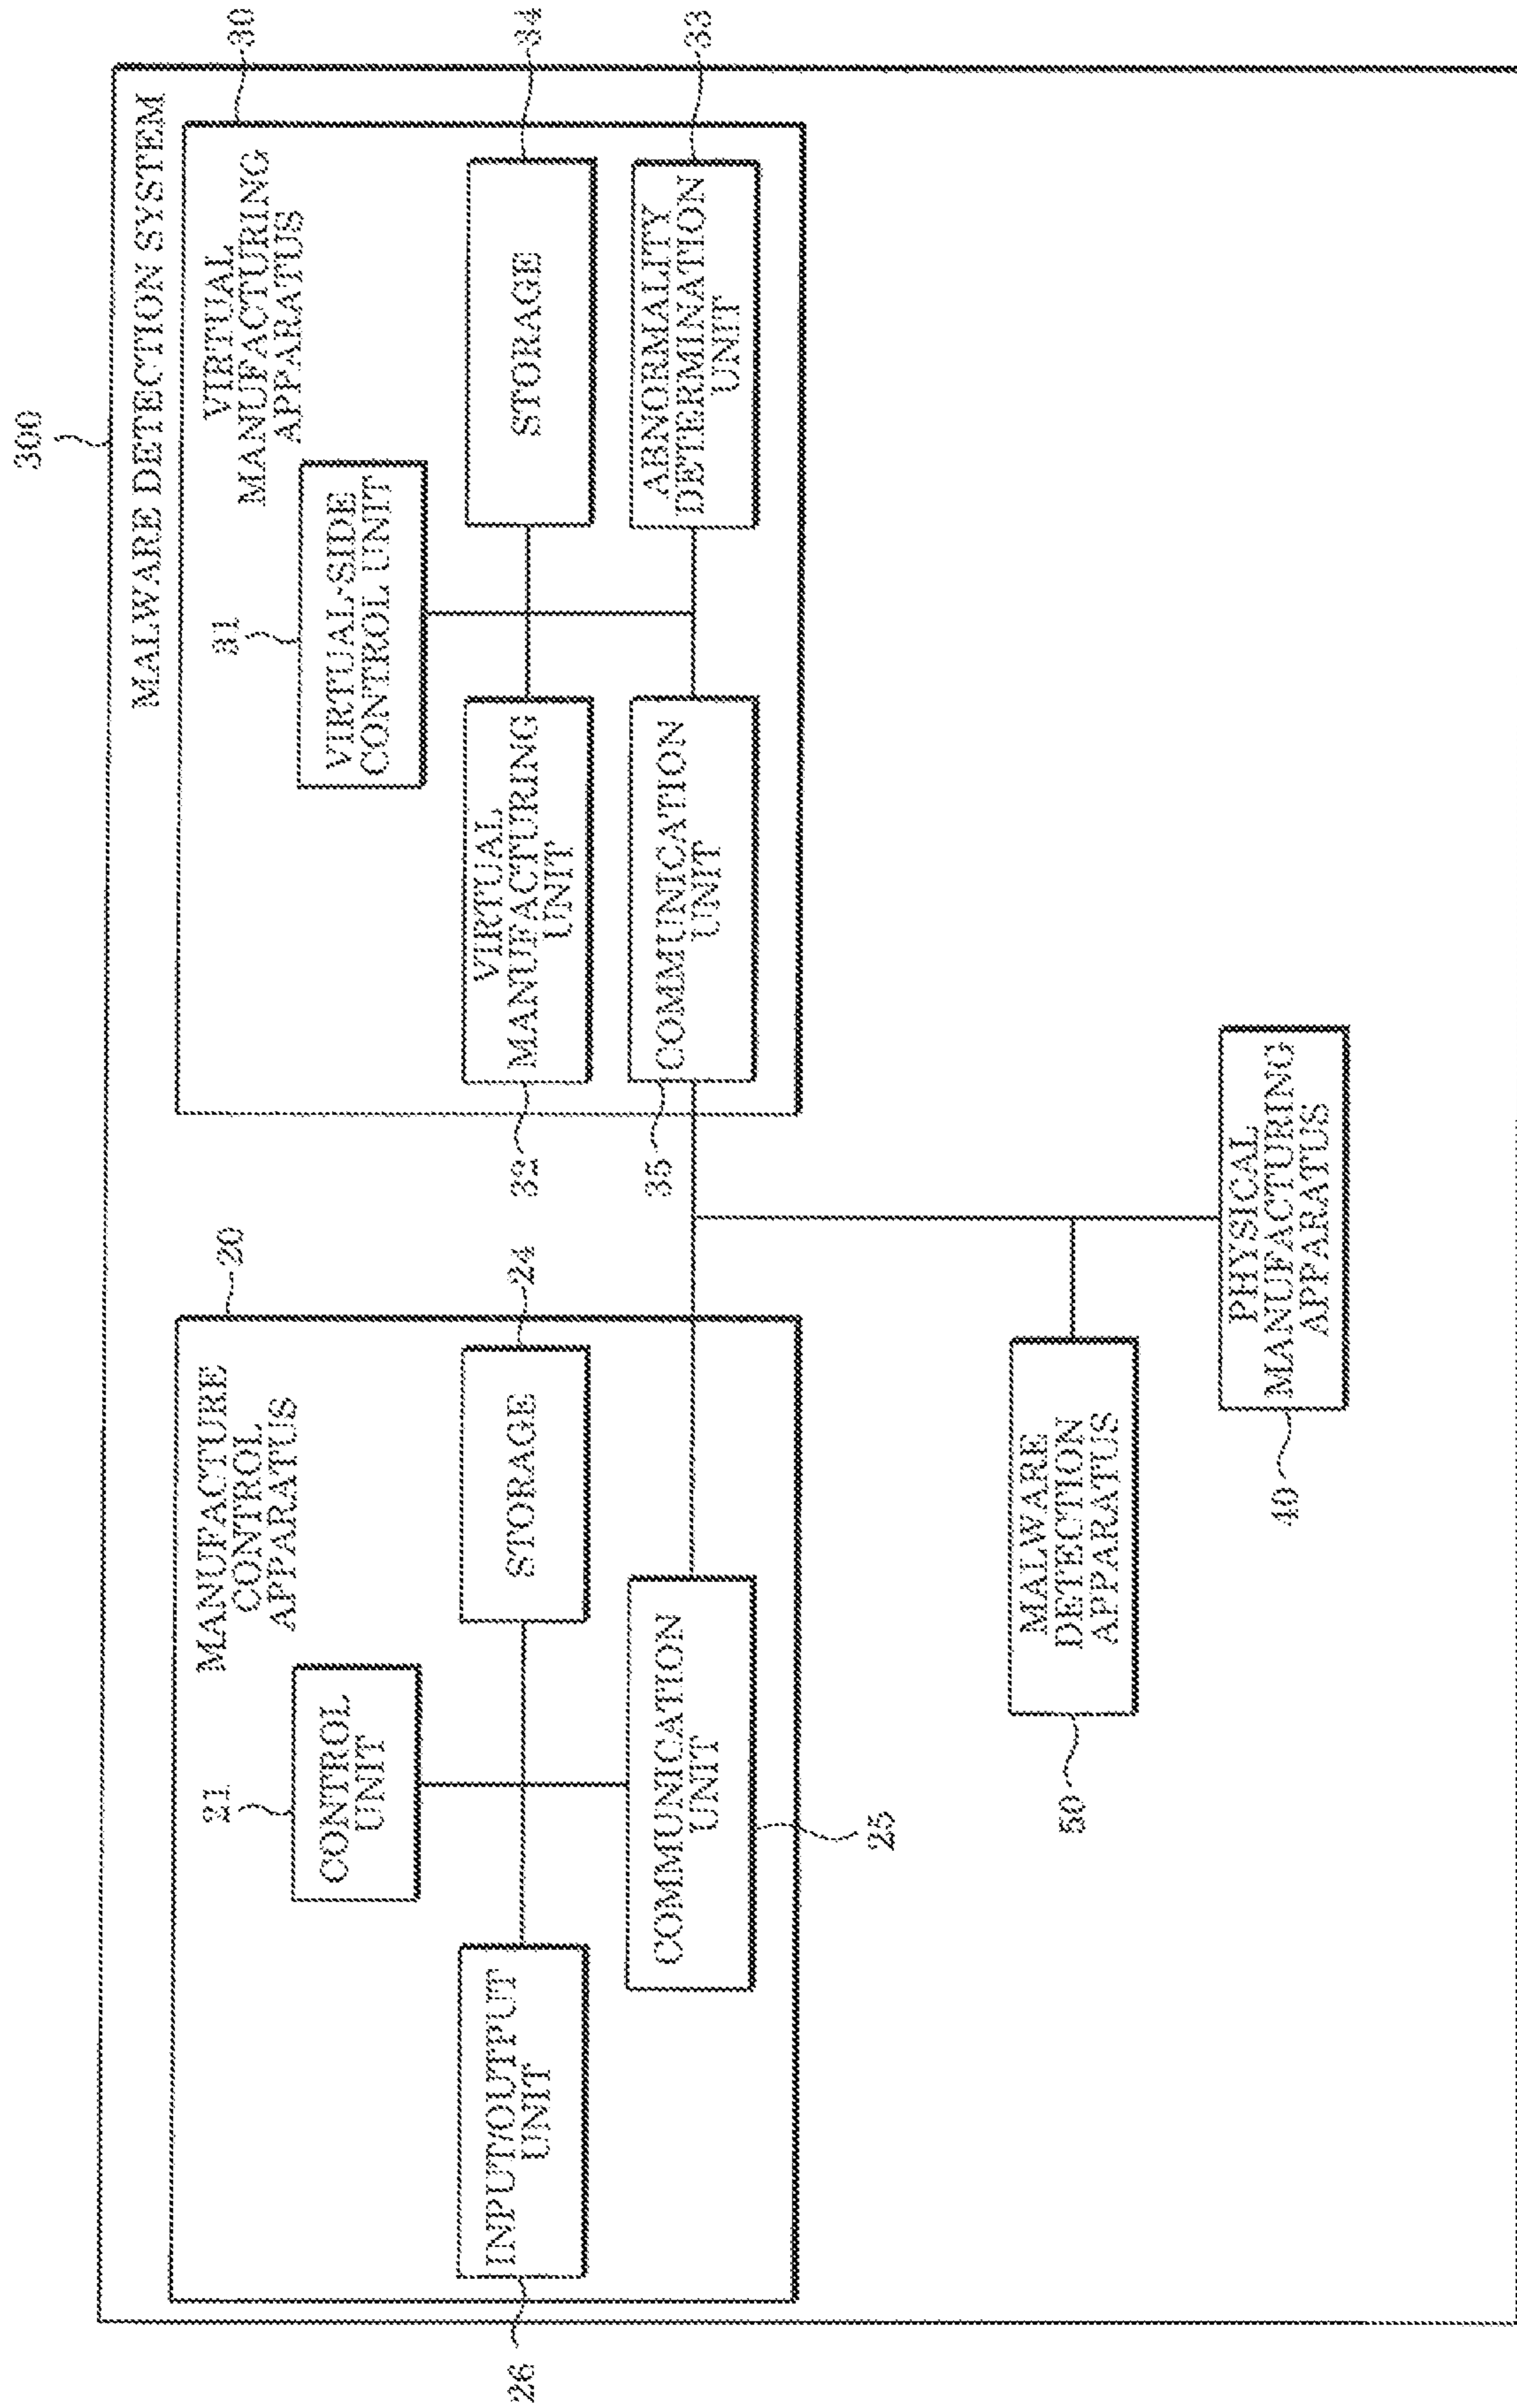 300
MALWARE DETECTION SYSTEM
20
MANUFACTURE
CONTROL
APPARATUS
21
CONTROL
UNIT
26
INPUT/OUTPUT
UNIT
24
STORAGE
COMMUNICATION
UNIT
25
30
VIRTUAL
MANUFACTURING
APPARATUS
31
VIRTUAL-SIDE
CONTROL UNIT
32
VIRTUAL
MANUFACTURING
UNIT
34
STORAGE
35
COMMUNICATION
UNIT
33
ABNORMALITY
DETERMINATION
UNIT
50
MALWARE
DETECTION
APPARATUS
40
PHYSICAL
MANUFACTURING
APPARATUS